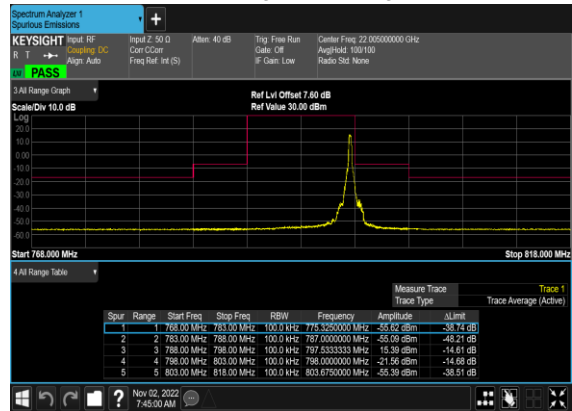 Spectrum Analyzer 1
Spurious Emissions
+
KEYSIGHT Input: RF Input Z: 50 Ω Atten: 40 dB Trig: Free Run Center Freq: 22.005000000 GHz
R T Coupling: DC Corr CCorr Gate: Off Avg|Hold: 100/100
Align: Auto Freq Ref: Int (S) IF Gain: Low Radio Std: None
PASS
3 All Range Graph
Ref Lvl Offset 7.60 dB
Scale/Div 10.0 dB Ref Value 30.00 dBm
Log
20.0
10.0
0.00
-10.0
-20.0
-30.0
-40.0
-50.0
-60.0
Start 768.000 MHz Stop 818.000 MHz
4 All Range Table
Measure Trace Trace 1
Trace Type Trace Average (Active)
Spur Range Start Freq Stop Freq RBW Frequency Amplitude ΔLimit
1 1 768.00 MHz 783.00 MHz 100.0 kHz 775.3250000 MHz -55.62 dBm -38.74 dB
2 2 783.00 MHz 788.00 MHz 100.0 kHz 787.0000000 MHz -55.09 dBm -48.21 dB
3 3 788.00 MHz 798.00 MHz 100.0 kHz 797.5333333 MHz 15.39 dBm -14.61 dB
4 4 798.00 MHz 803.00 MHz 100.0 kHz 798.0000000 MHz -21.56 dBm -14.68 dB
5 5 803.00 MHz 818.00 MHz 100.0 kHz 803.6750000 MHz -55.39 dBm -38.51 dB
? Nov 02, 2022
7:45:00 AM